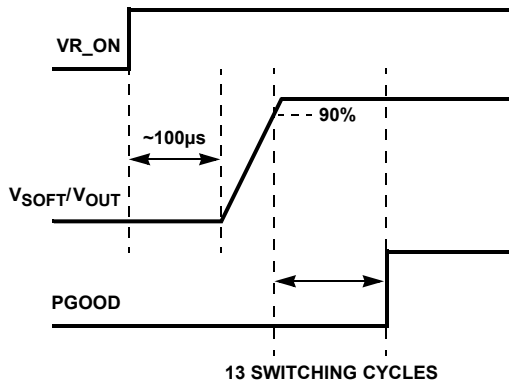 VR_ON
90%
~100µs
VSOFT/VOUT
PGOOD
13 SWITCHING CYCLES